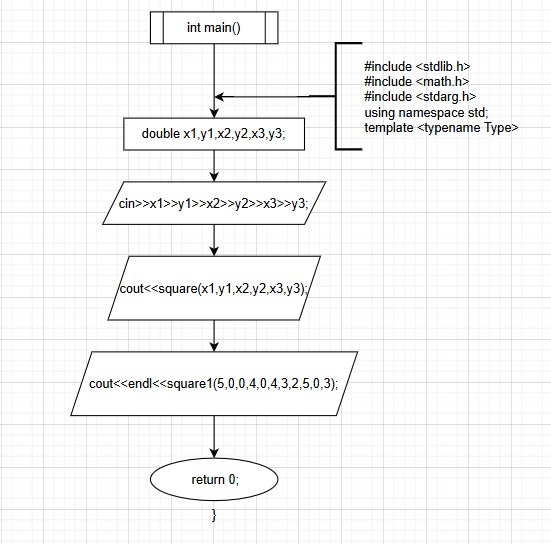 int main()
#include <stdlib.h>
#include <math.h>
#include <stdarg.h>
using namespace std;
template <typename Type>
double x1,y1,x2,y2,x3,y3;
cin>>x1>>y1>>x2>>y2>>x3>>y3;
cout<<square(x1,y1,x2,y2,x3,y3);
cout<<endl<<square1(5,0,0,4,0,4,3,2,5,0,3);
return 0;
}